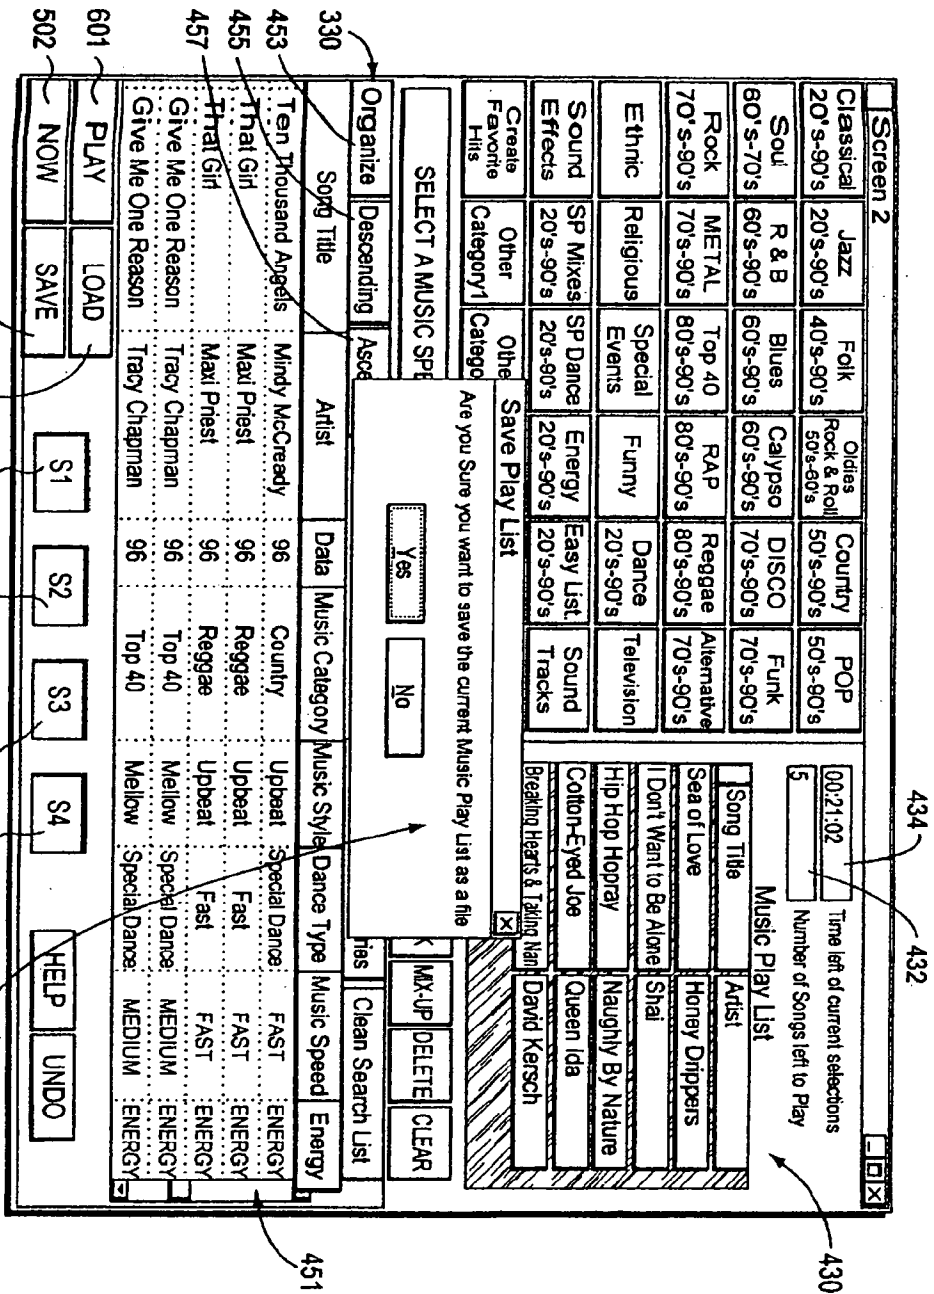 434
432
430
Screen 2
Classical 20's-90's
Jazz 20's-90's
Folk 40's-90's
Oldies Rock & Roll 50's-60's
Country 50's-90's
POP 50's-90's
Soul 60's-70's
R & B 60's-90's
Blues 60's-90's
Calypso 60's-90's
DISCO 70's-90's
Funk 70's-90's
Rock 70's-90's
METAL 70's-90's
Top 40 80's-90's
RAP 80's-90's
Reggae 80's-90's
Alternative 70's-90's
Ethnic
Religious
Special Events
Funny
Dance 20's-90's
Television
Sound Effects
SP Mixes 20's-90's
SP Dance 20's-90's
Energy 20's-90's
Easy List. 20's-90's
Sound Tracks
Create Favorite Hits
Other Category1
Othe Catego
00:21:02 Time left of current selections
5 Number of Songs left to Play
Music Play List
Song Title Artist
Sea of Love Honey Drippers
I Don't Want to Be Alone Shai
Hip Hop Hopray Naughly By Nature
Cotton-Eyed Joe Queen Ida
Breaking Hearts & Taking Nan David Kersch
Save Play List
Are you Sure you want to save the current Music Play List as a file
Yes No
SELECT A MUSIC SPE
K MIX-UP DELETE CLEAR
Organize Descending Asce
ries Clean Search List
Song Title Artist Data Music Category Music Style Dance Type Music Speed Energy
Ten Thousand Angels Mindy McCready 96 Country Upbeat Special Dance FAST ENERGY
That Girl Maxi Priest 96 Reggae Upbeat Fast FAST ENERGY
That Girl Maxi Priest 96 Reggae Upbeat Fast FAST ENERGY
Give Me One Reason Tracy Chapman 96 Top 40 Mellow Special Dance MEDIUM ENERGY
Give Me One Reason Tracy Chapman 96 Top 40 Mellow Special Dance MEDIUM ENERGY
PLAY LOAD
NOW SAVE
S1 S2 S3 S4
HELP UNDO
330
453
455
457
451
601
502